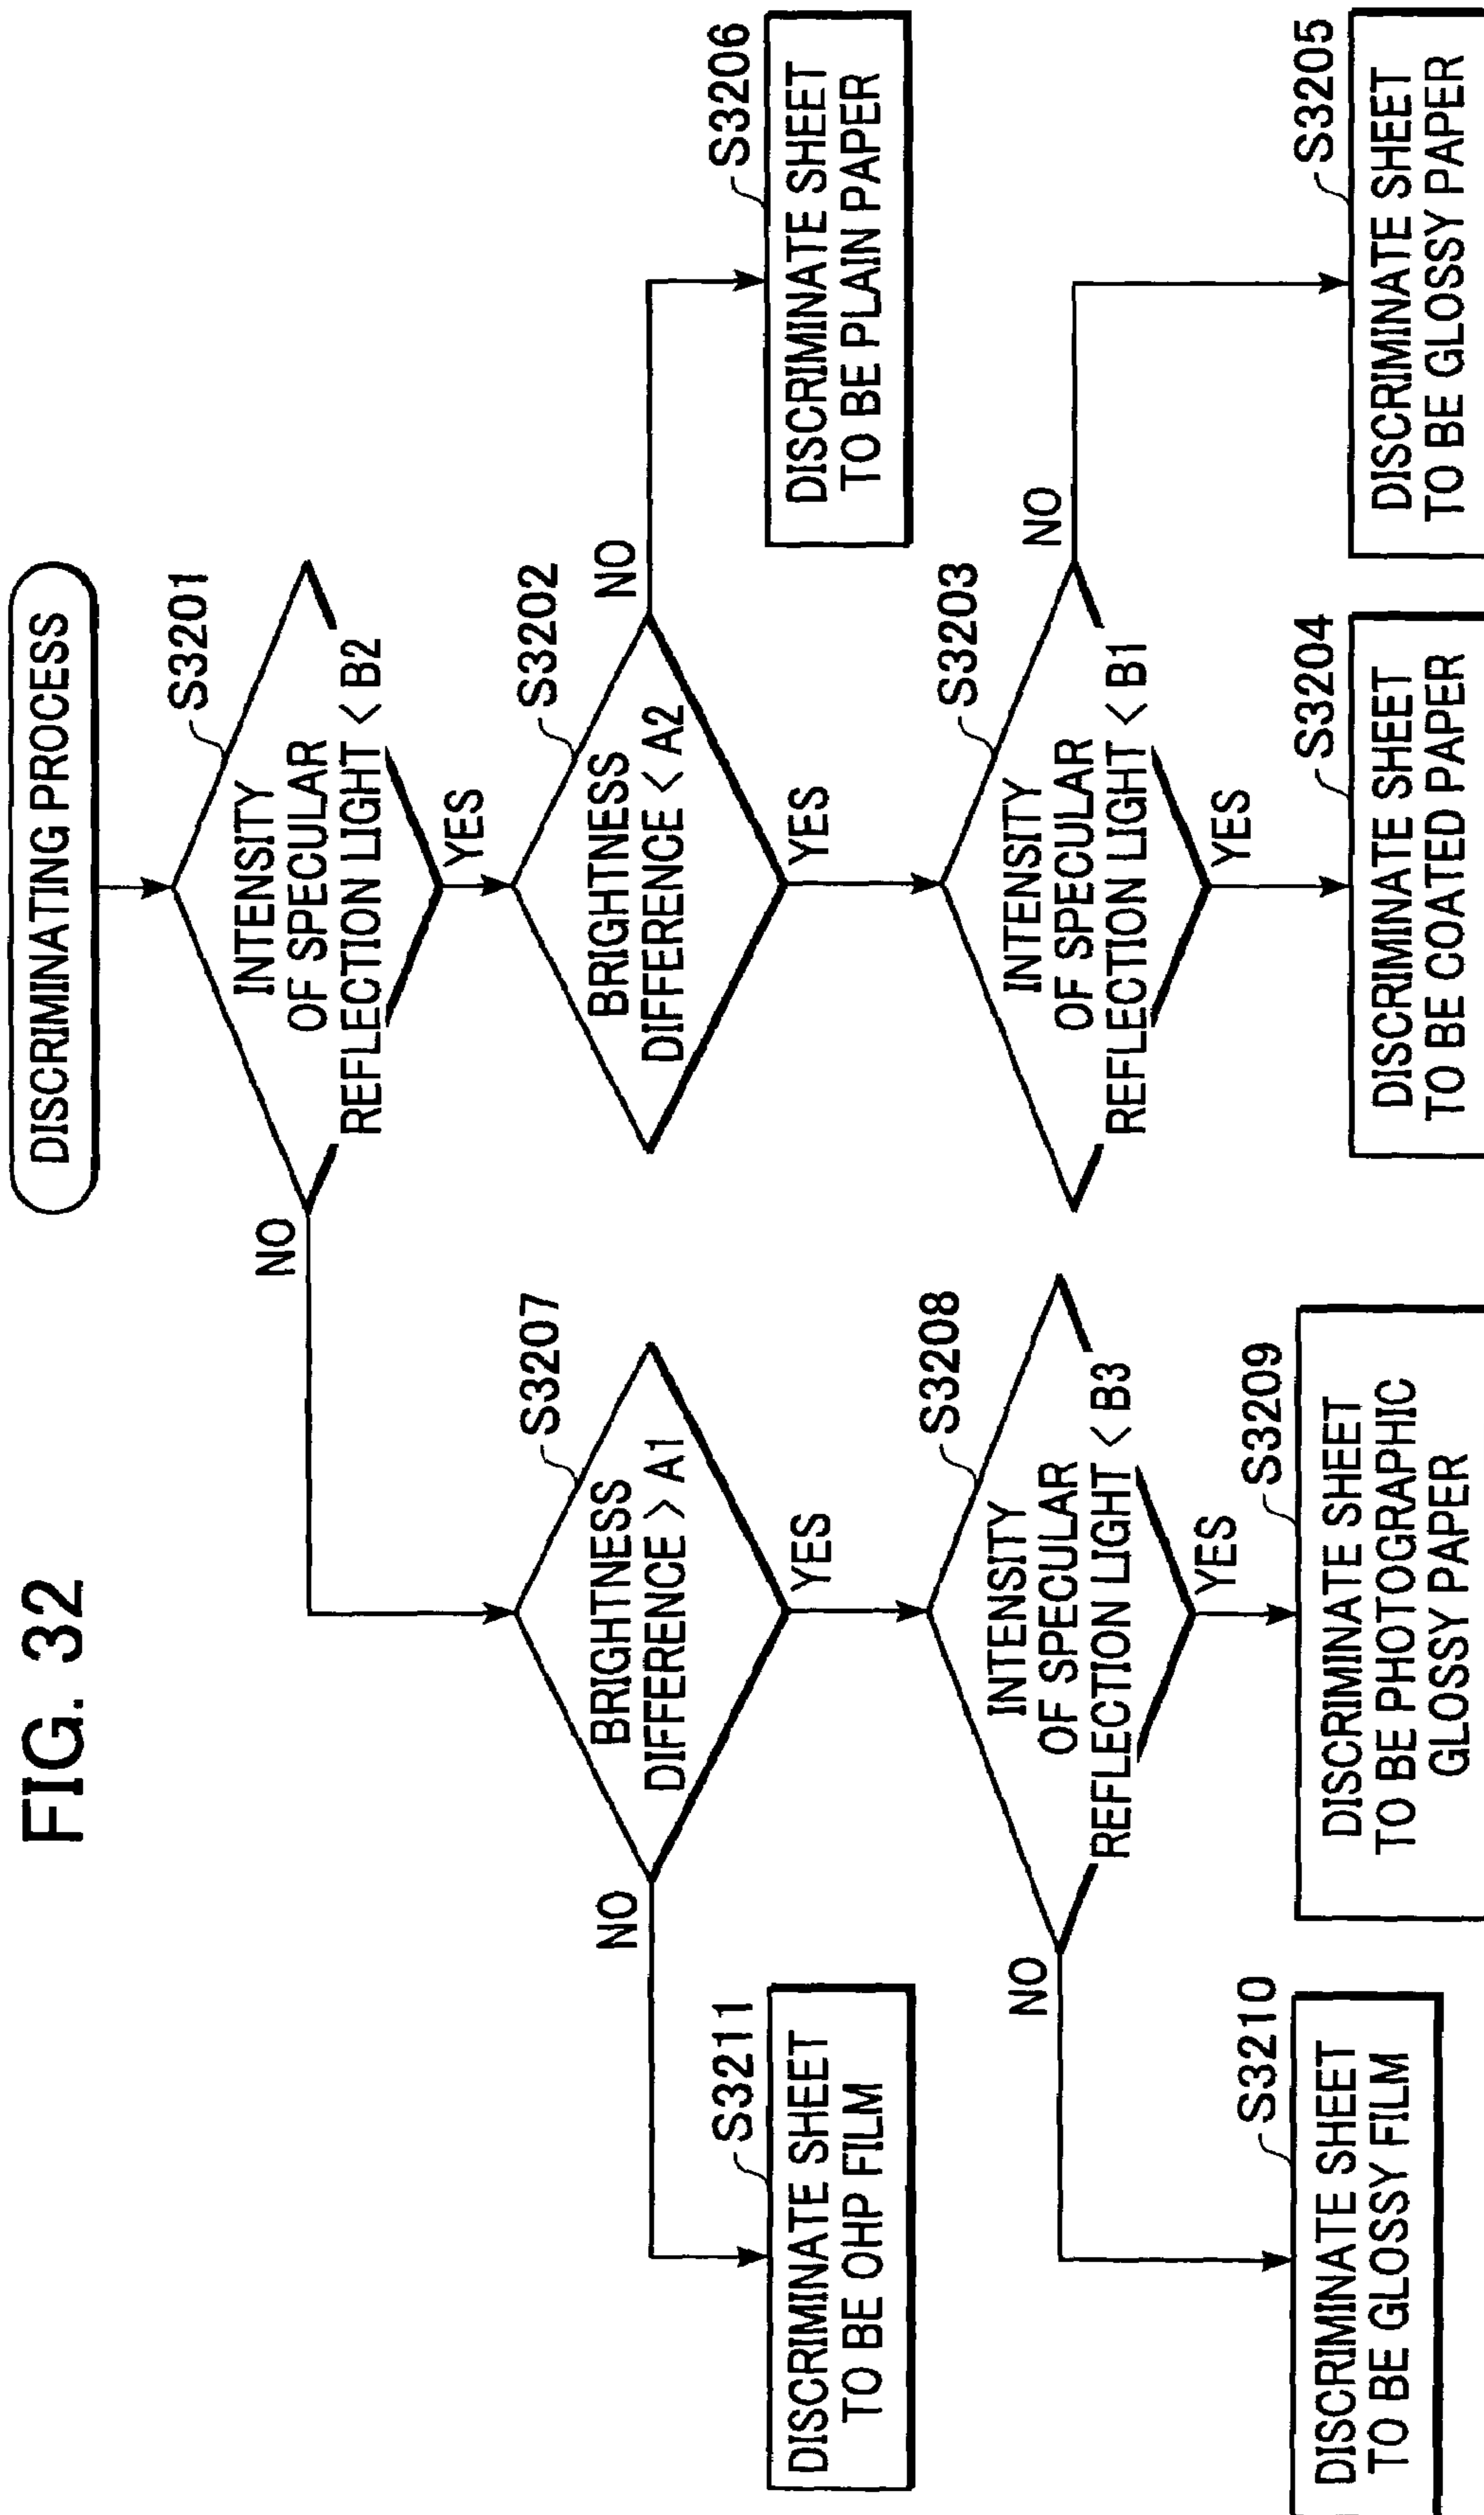 FIG. 32
DISCRIMINATING PROCESS
S3201
INTENSITY
OF SPECULAR
REFLECTION LIGHT < B2
NO
YES
S3207
BRIGHTNESS
DIFFERENCE > A1
NO
YES
S3202
BRIGHTNESS
DIFFERENCE < A2
NO
YES
S3211
DISCRIMINATE SHEET
TO BE OHP FILM
S3206
DISCRIMINATE SHEET
TO BE PLAIN PAPER
S3208
INTENSITY
OF SPECULAR
REFLECTION LIGHT < B3
NO
YES
S3203
INTENSITY
OF SPECULAR
REFLECTION LIGHT < B1
NO
YES
S3210
DISCRIMINATE SHEET
TO BE GLOSSY FILM
S3209
DISCRIMINATE SHEET
TO BE PHOTOGRAPHIC
GLOSSY PAPER
S3204
DISCRIMINATE SHEET
TO BE COATED PAPER
S3205
DISCRIMINATE SHEET
TO BE GLOSSY PAPER